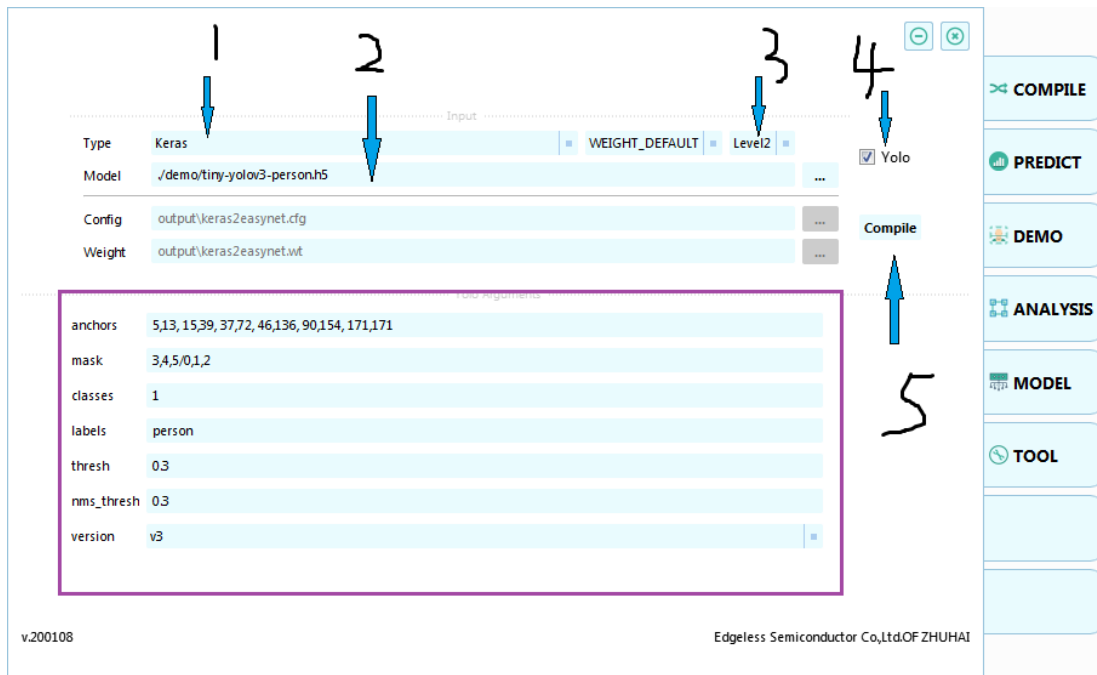 1 2 3 4
Input
Type Keras WEIGHT_DEFAULT Level2
Yolo
Model ./demo/tiny-yolov3-person.h5 ...
Config output\keras2easynet.cfg ...
Compile
Weight output\keras2easynet.wt ...
Yolo Arguments
anchors 5,13, 15,39, 37,72, 46,136, 90,154, 171,171
mask 3,4,5/0,1,2
5
classes 1
labels person
thresh 0.3
nms_thresh 0.3
version v3
v.200108
Edgeless Semiconductor Co.,Ltd.OF ZHUHAI
COMPILE
PREDICT
DEMO
ANALYSIS
MODEL
TOOL